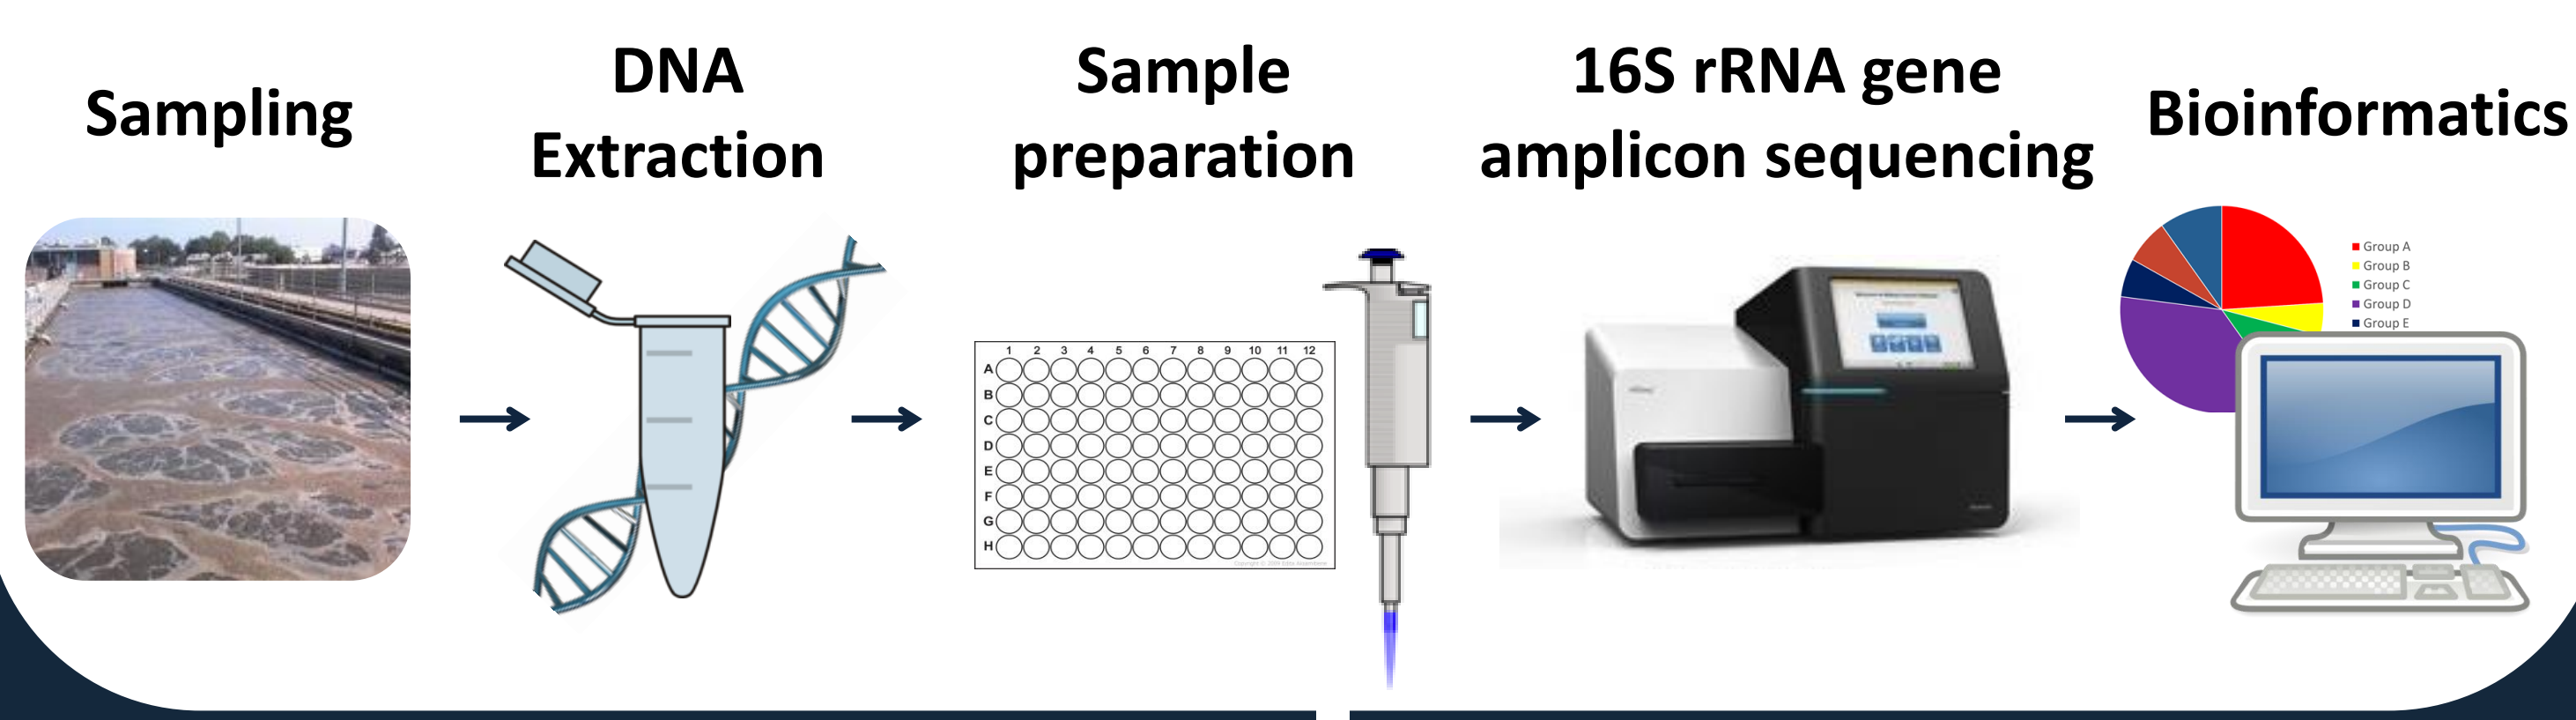 Sampling
DNA
Extraction
Sample
preparation
16S rRNA gene
amplicon sequencing
Bioinformatics
1 2 3 4 5 6 7 8 9 10 11 12
A
B
C
D
E
F
G
H
Group A
Group B
Group C
Group D
Group E